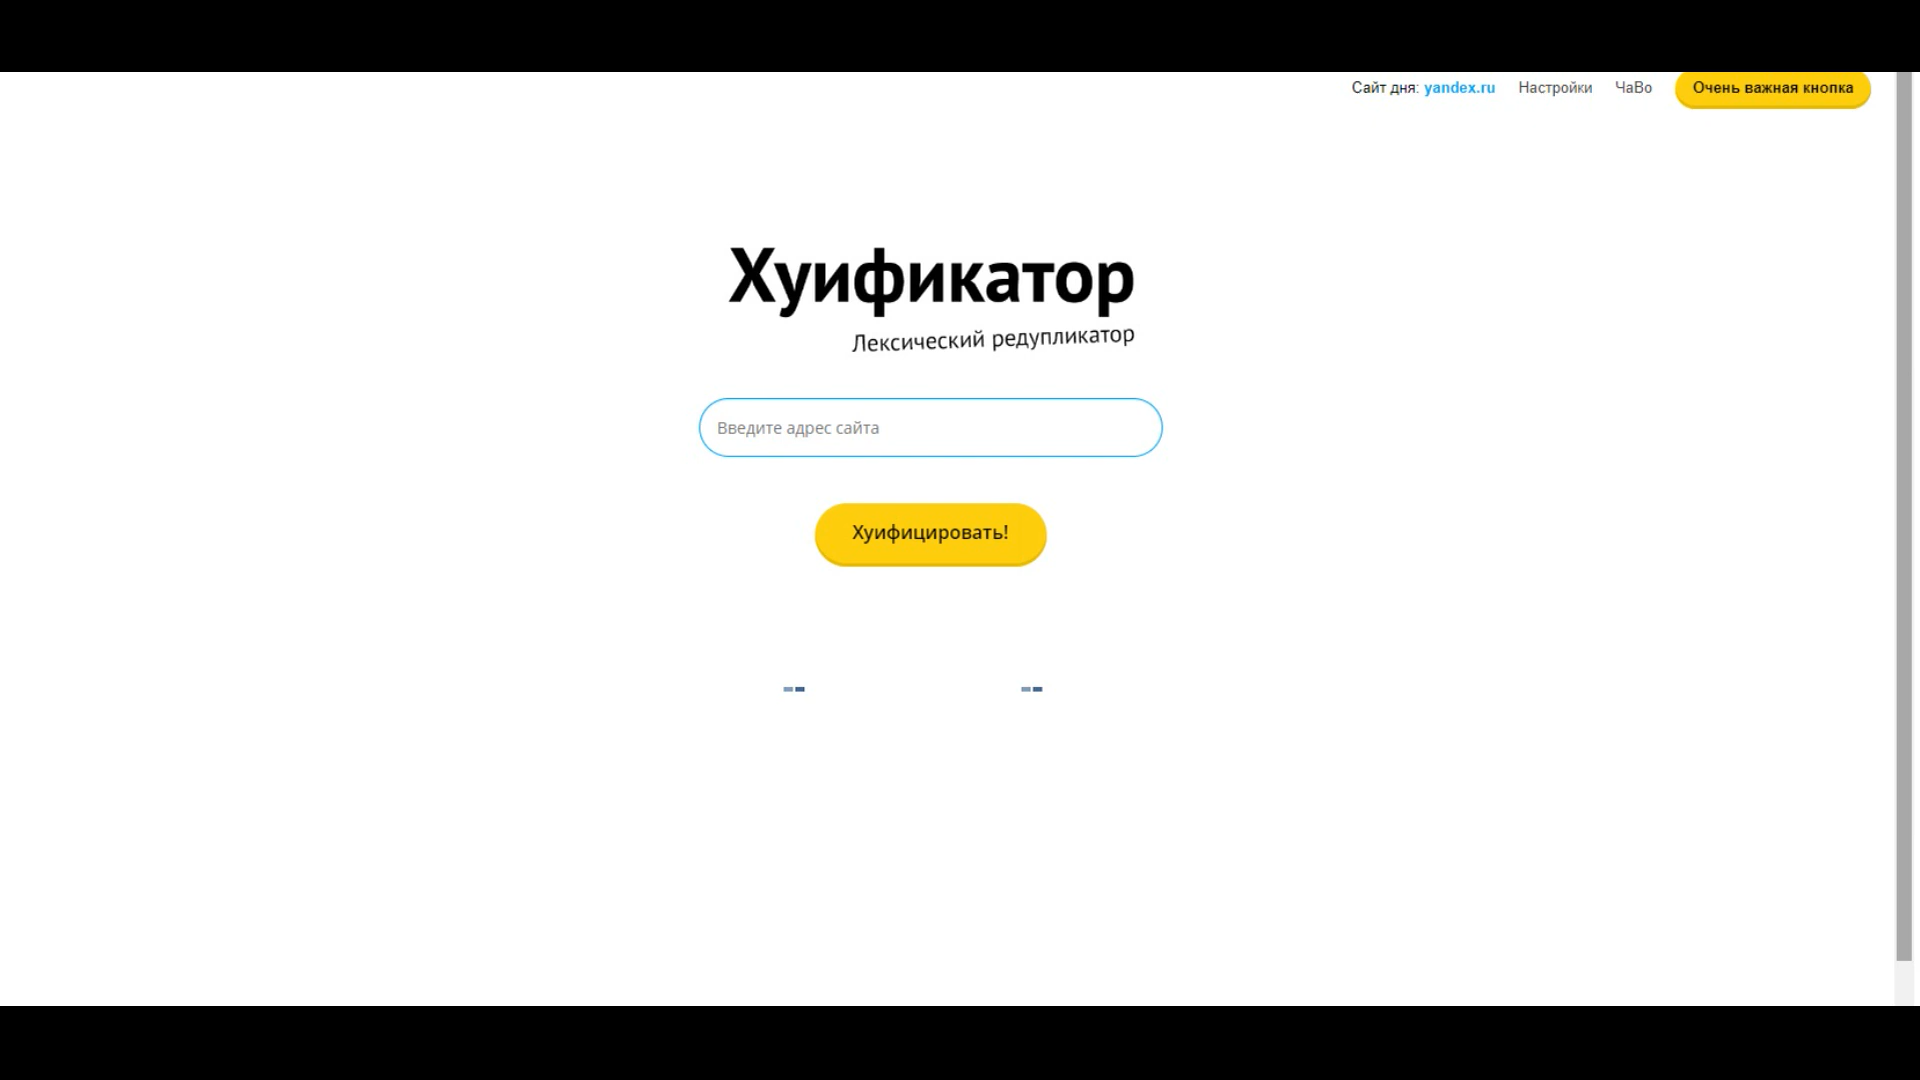 Сайт дня: yandex.ru Настройки ЧаВо Очень важная кнопка
Хуификатор
Лексический редупликатор
Введите адрес сайта
Хуифицировать!